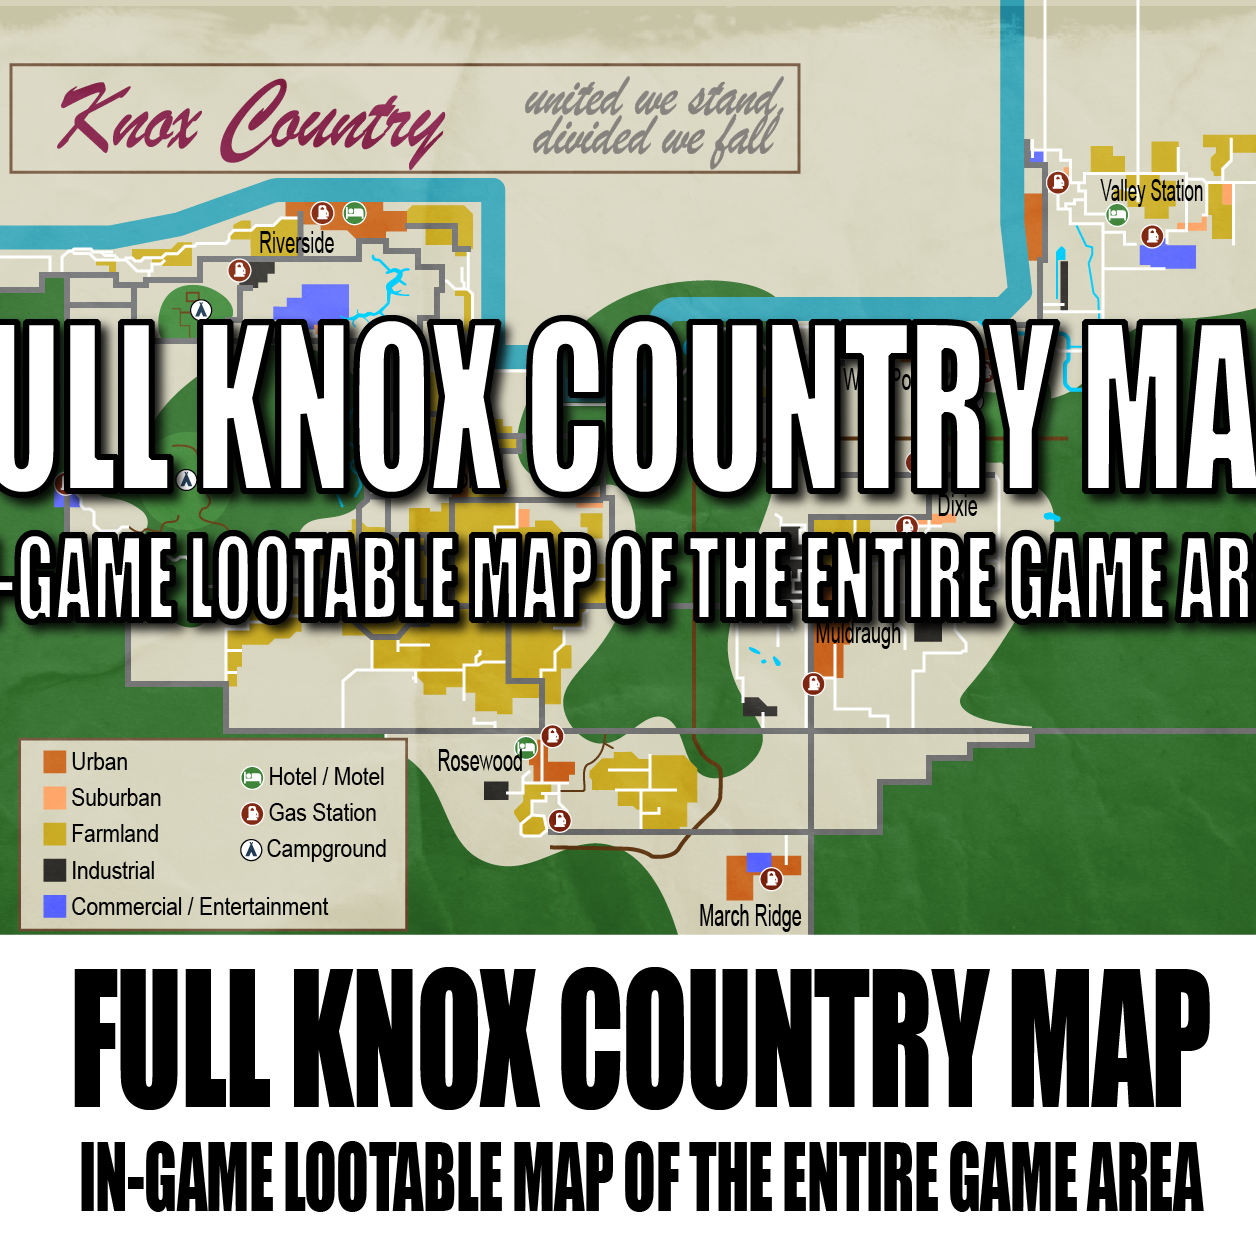 Knox Country
united we stand,
divided we fall
Valley Station
Riverside
ULL KNOX COUNTRY MA
Dixie
-GAME LOOTABLE MAP OF THE ENTIRE GAME AR
Muldraugh
Rosewood
Urban
Suburban
Farmland
Industrial
Commercial / Entertainment
Hotel / Motel
Gas Station
Campground
March Ridge
FULL KNOX COUNTRY MAP
IN-GAME LOOTABLE MAP OF THE ENTIRE GAME AREA